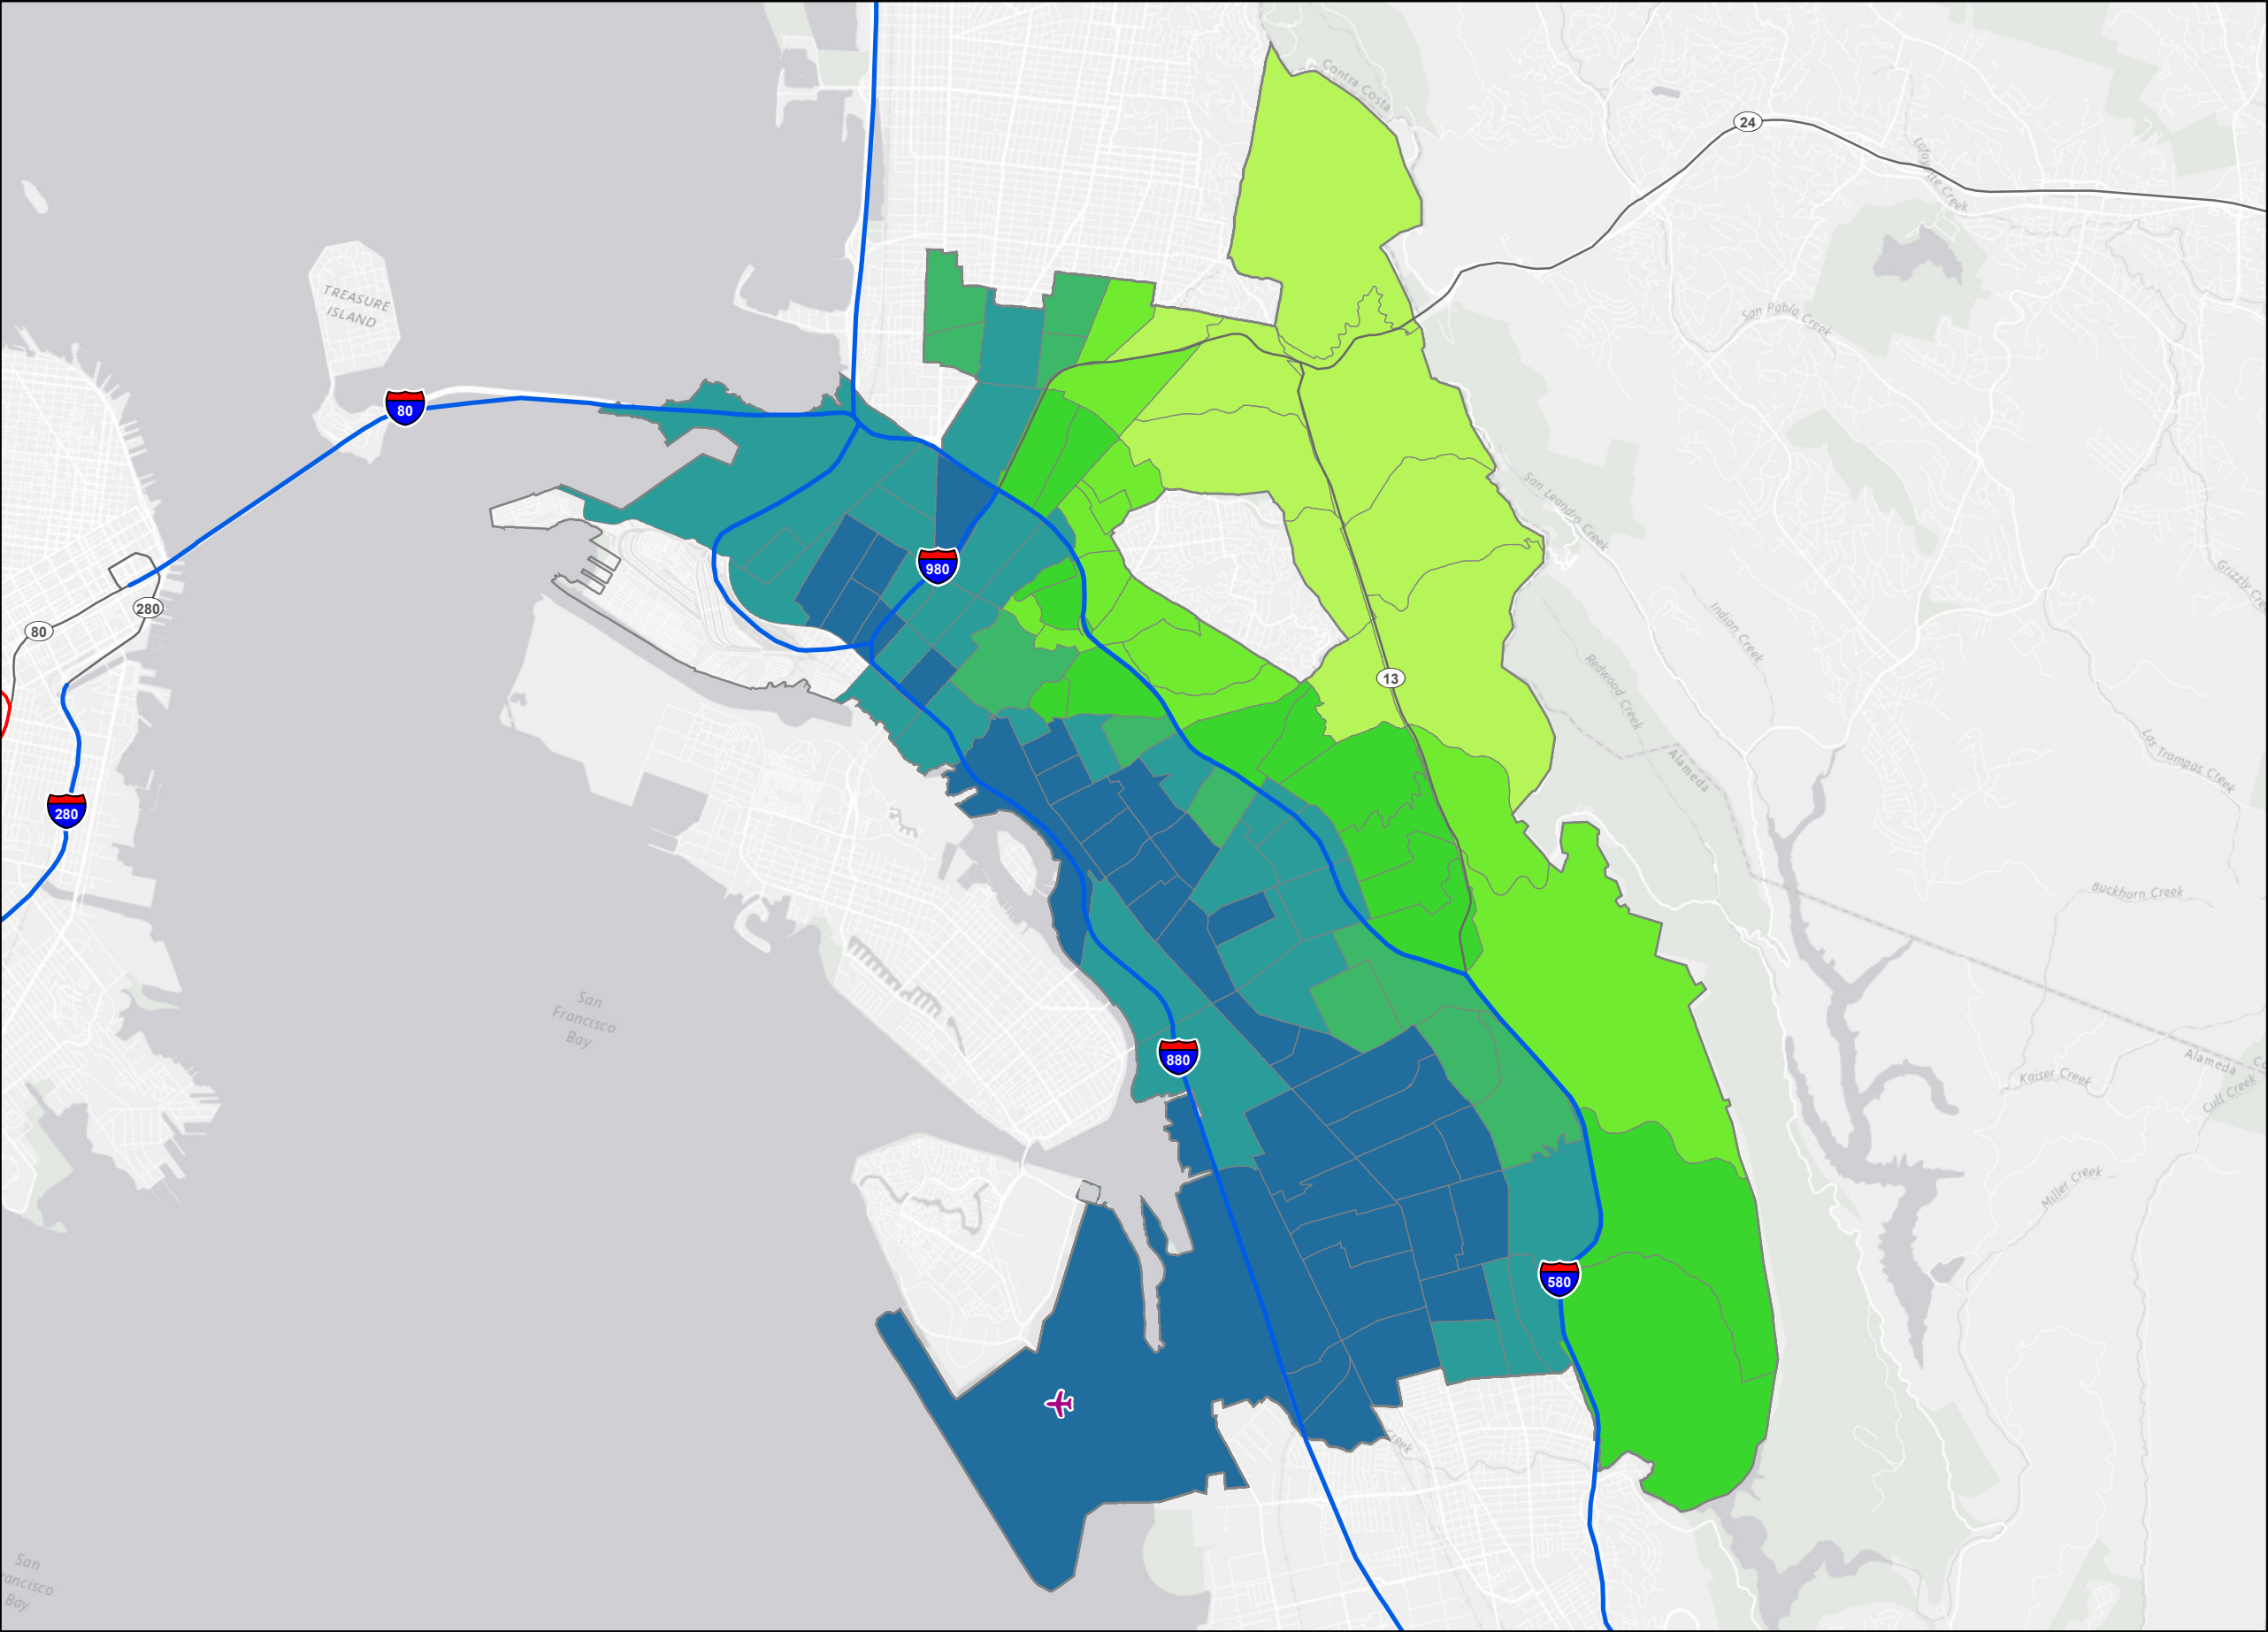 Contra Costa
24
Lafayette Creek
TREASURE
ISLAND
San Pablo Creek
80
San Leandro Creek
980
280
80
Indian Creek
Redwood Creek
13
Las Trampas
Creek
Alameda
280
Buckhorn Creek
San
Francisco
Bay
880
Alameda
Kaiser Creek
Cull Creek
Miller Creek
580
Creek
San
Bay